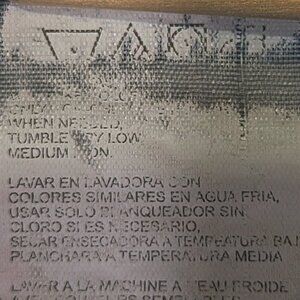 WHEN NEEDED,
TUMBLE DRY LOW
MEDIUM IRON.
LAVAR EN LAVADORA CON
COLORES SIMILARES EN AGUA FRIA,
USAR SOLO BLANQUEADOR SIN
CLORO SI ES NECESARIO,
SECAR ENSECADORA A TEMPERATURA BAJ
PLANCHAR A TEMPERATURA MEDIA
LAVER A LA MACHINE A L'EAU FROIDE